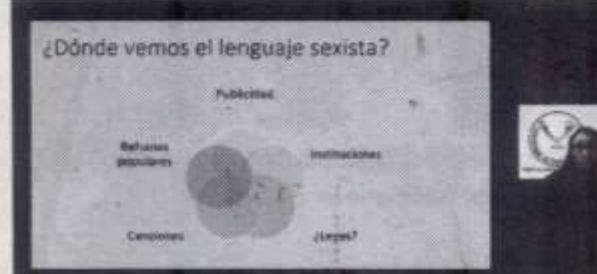 ¿Dónde vemos el lenguaje sexista?
Publicidad
Refranes
populares
Instituciones
Canciones
¿Leyes?